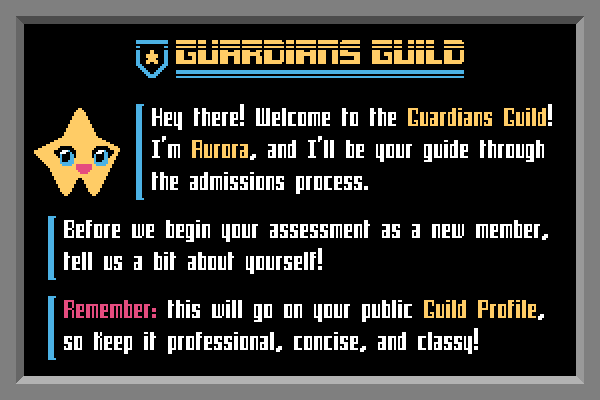 GUARDIANS GUILD
Hey there! Welcome to the Guardians Guild!
I'm Aurora, and I'll be your guide through
the admissions process.
Before we begin your assessment as a new member,
tell us a bit about yourself!
Remember: this will go on your public Guild Profile,
so keep it professional, concise, and classy!